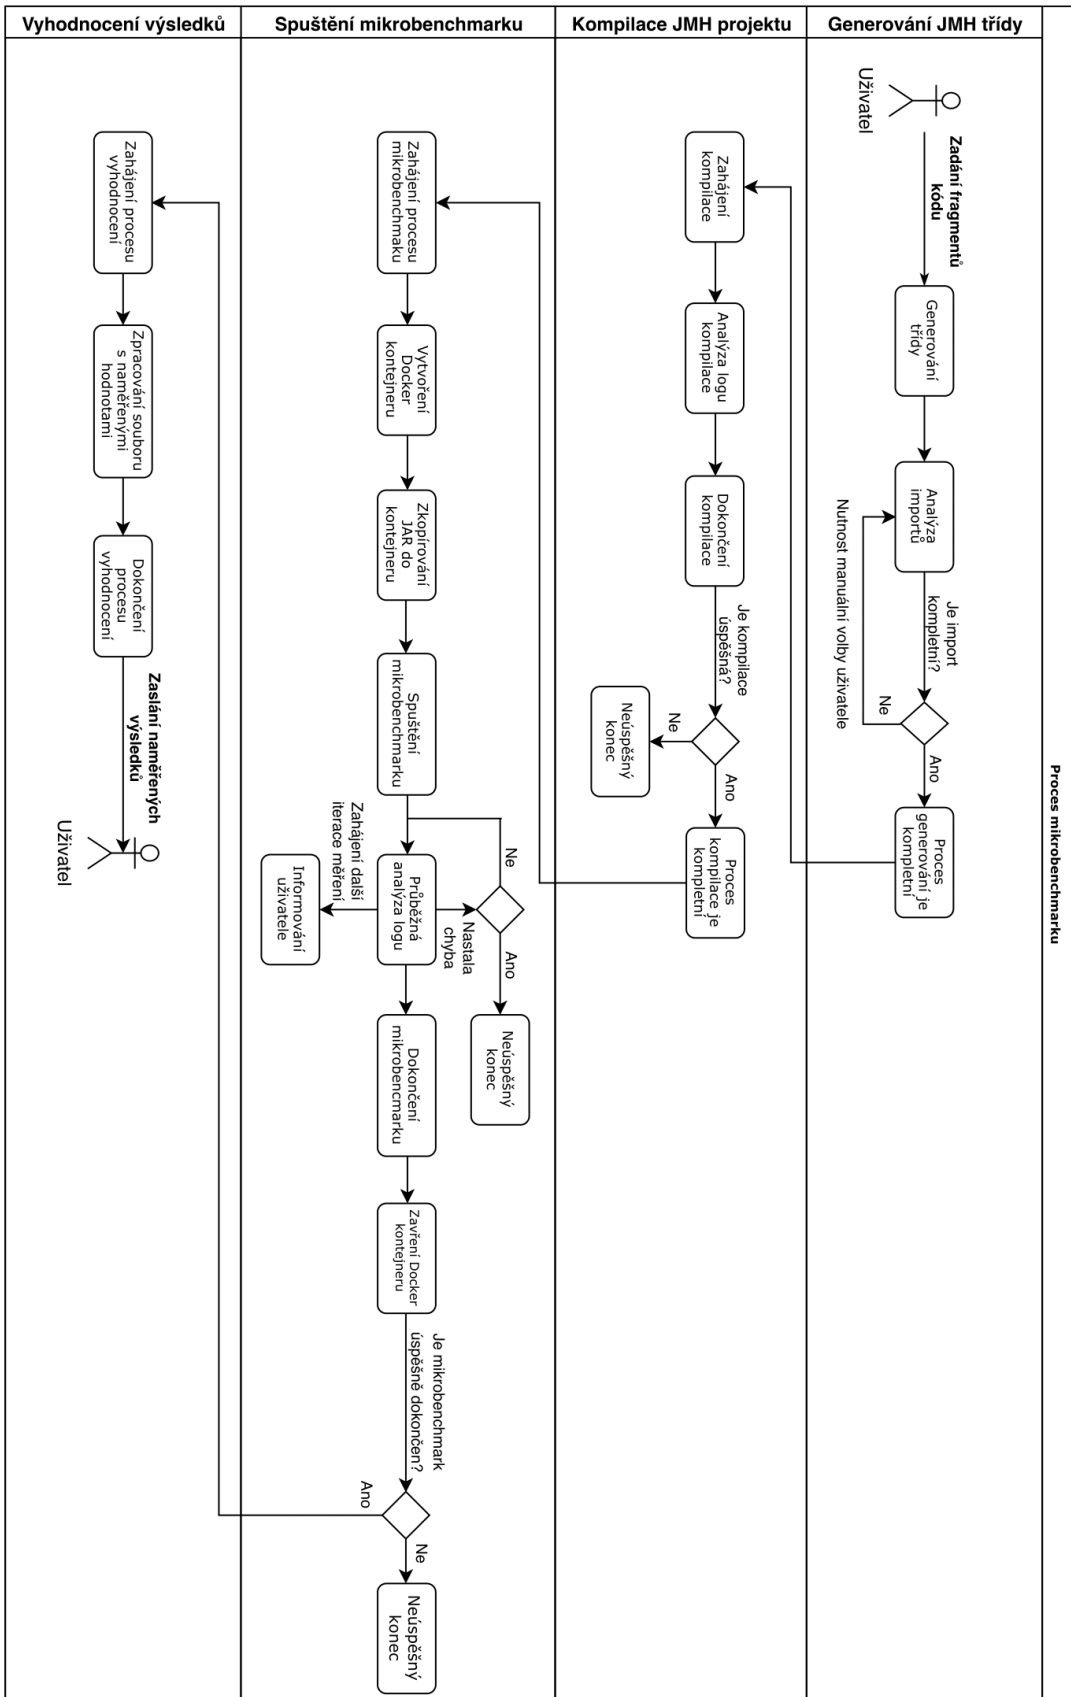 Proces mikrobenchmarku
Generování JMH třídy
Uživatel
Zadání fragmentů
kódu
Generování
třídy
Analýza
importů
Je import
kompletní?
Ne
Nutnost manuální volby uživatele
Ano
Proces
generování je
kompletní
Kompilace JMH projektu
Zahájení
kompilace
Analýza logu
kompilace
Dokončení
kompilace
Je kompilace
úspěšná?
Ne
Neúspěšný
konec
Ano
Proces
kompilace je
kompletní
Spuštění mikrobenchmarku
Zahájení procesu
mikrobenchmaku
Vytvoření
Docker
kontejneru
Zkopírování
JAR do
kontejneru
Spuštění
mikrobenchmarku
Průběžná
analýza logu
Zahájení další
iterace měření
Informování
uživatele
Nastala
chyba
Ne
Ano
Neúspěšný
konec
Dokončení
mikrobencmarku
Zavření Docker
kontejneru
Je mikrobenchmark
úspěšně dokončen?
Ano
Ne
Neúspěšný
konec
Vyhodnocení výsledků
Zahájení procesu
vyhodnocení
Zpracování souboru
s naměřenými
hodnotami
Dokončení
procesu
vyhodnocení
Zaslání naměřených
výsledků
Uživatel